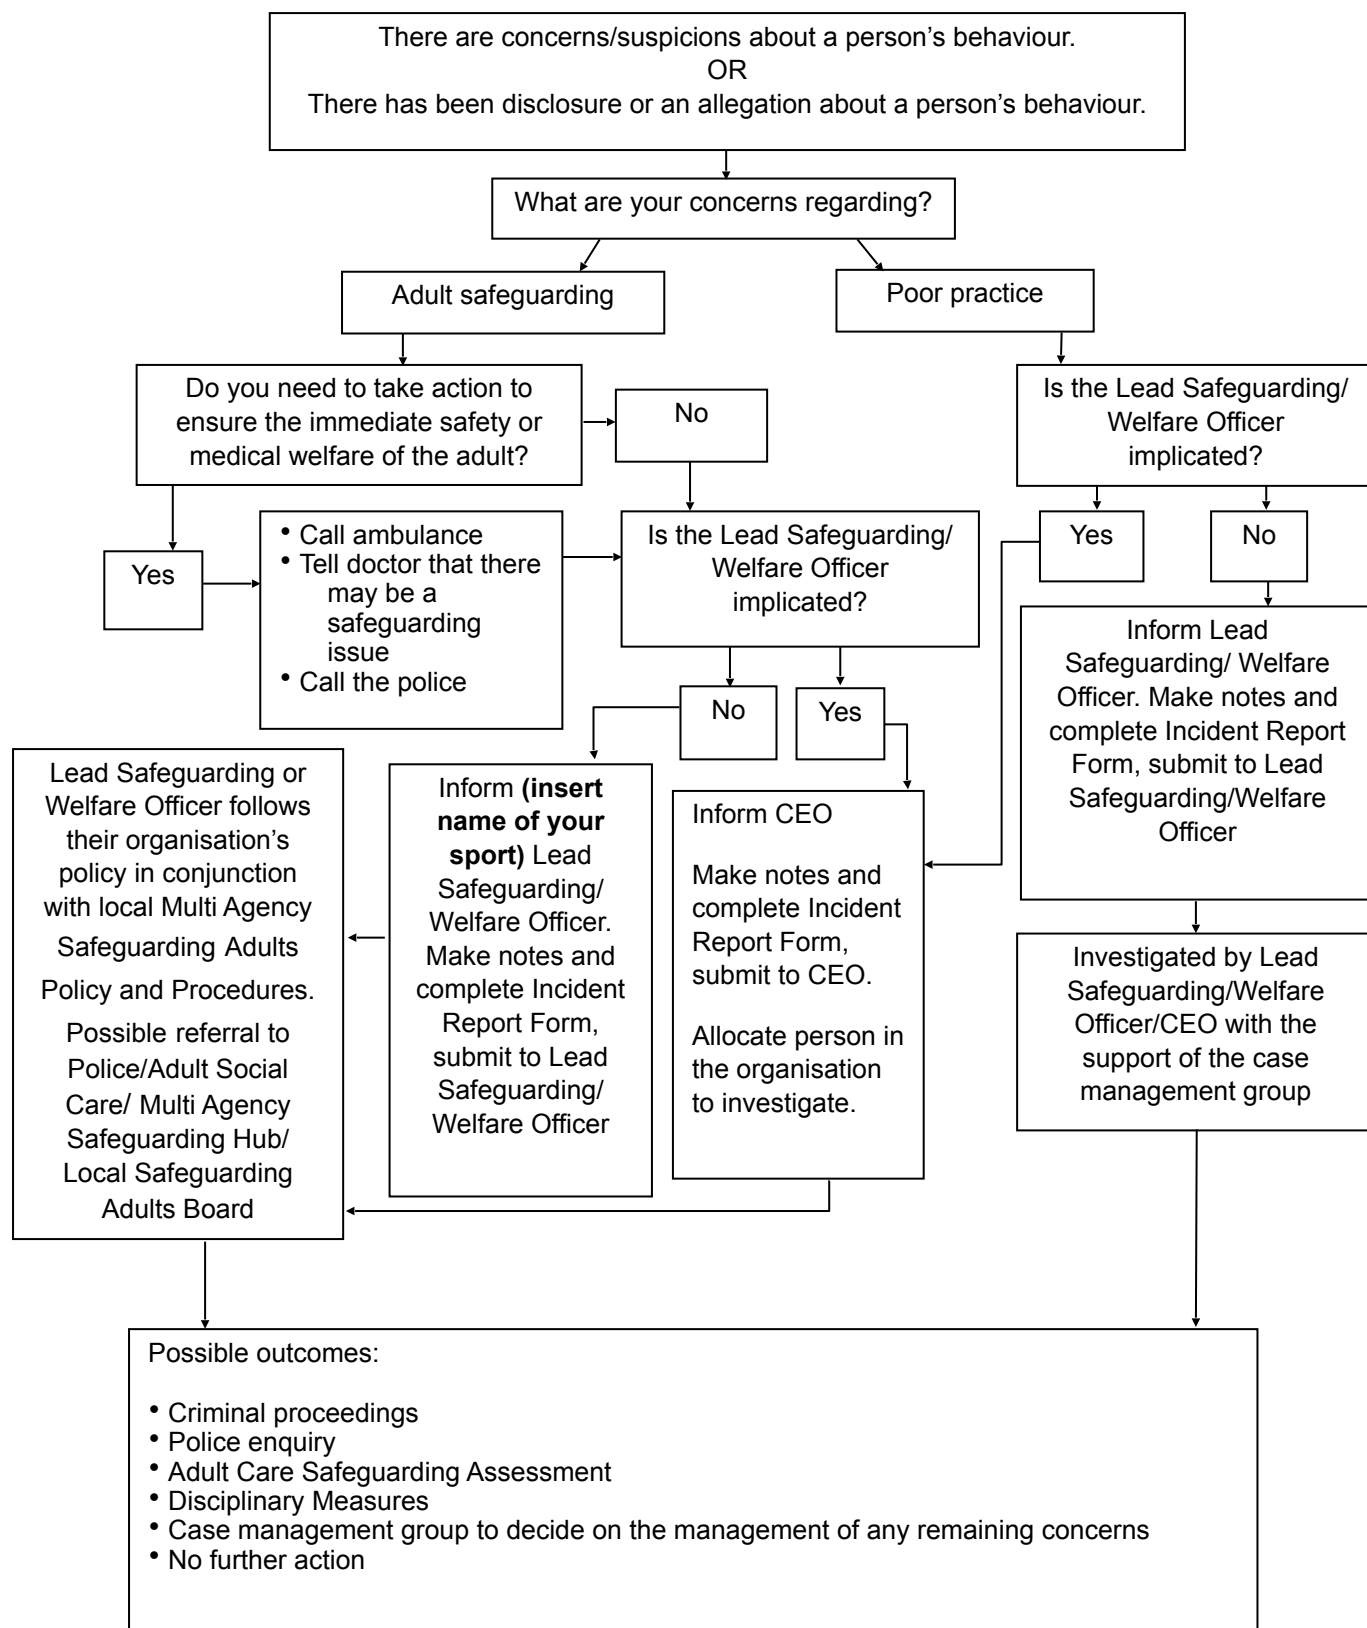 There are concerns/suspicions about a person’s behaviour.
OR
There has been disclosure or an allegation about a person’s behaviour.
What are your concerns regarding?
Adult safeguarding
Poor practice
Do you need to take action to
ensure the immediate safety or
medical welfare of the adult?
No
Is the Lead Safeguarding/
Welfare Officer
implicated?
Yes
• Call ambulance
• Tell doctor that there
may be a
safeguarding
issue
• Call the police
Is the Lead Safeguarding/
Welfare Officer
implicated?
Yes
No
No
Yes
Inform Lead
Safeguarding/ Welfare
Officer. Make notes and
complete Incident Report
Form, submit to Lead
Safeguarding/Welfare
Officer
Lead Safeguarding or
Welfare Officer follows
their organisation’s
policy in conjunction
with local Multi Agency
Safeguarding Adults
Policy and Procedures.
Possible referral to
Police/Adult Social
Care/ Multi Agency
Safeguarding Hub/
Local Safeguarding
Adults Board
Inform (insert
name of your
sport) Lead
Safeguarding/
Welfare Officer.
Make notes and
complete Incident
Report Form,
submit to Lead
Safeguarding/
Welfare Officer
Inform CEO
Make notes and
complete Incident
Report Form,
submit to CEO.
Allocate person in
the organisation
to investigate.
Investigated by Lead
Safeguarding/Welfare
Officer/CEO with the
support of the case
management group
Possible outcomes:
• Criminal proceedings
• Police enquiry
• Adult Care Safeguarding Assessment
• Disciplinary Measures
• Case management group to decide on the management of any remaining concerns
• No further action